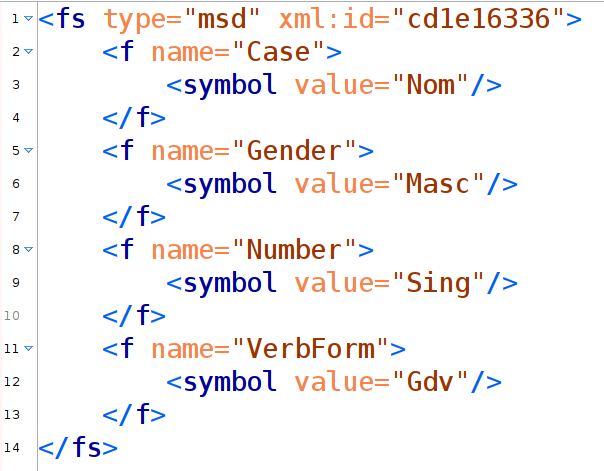 1 <fs type="msd" xml:id="cd1e16336">
2 <f name="Case">
3 <symbol value="Nom"/>
4 </f>
5 <f name="Gender">
6 <symbol value="Masc"/>
7 </f>
8 <f name="Number">
9 <symbol value="Sing"/>
10 </f>
11 <f name="VerbForm">
12 <symbol value="Gdv"/>
13 </f>
14 </fs>